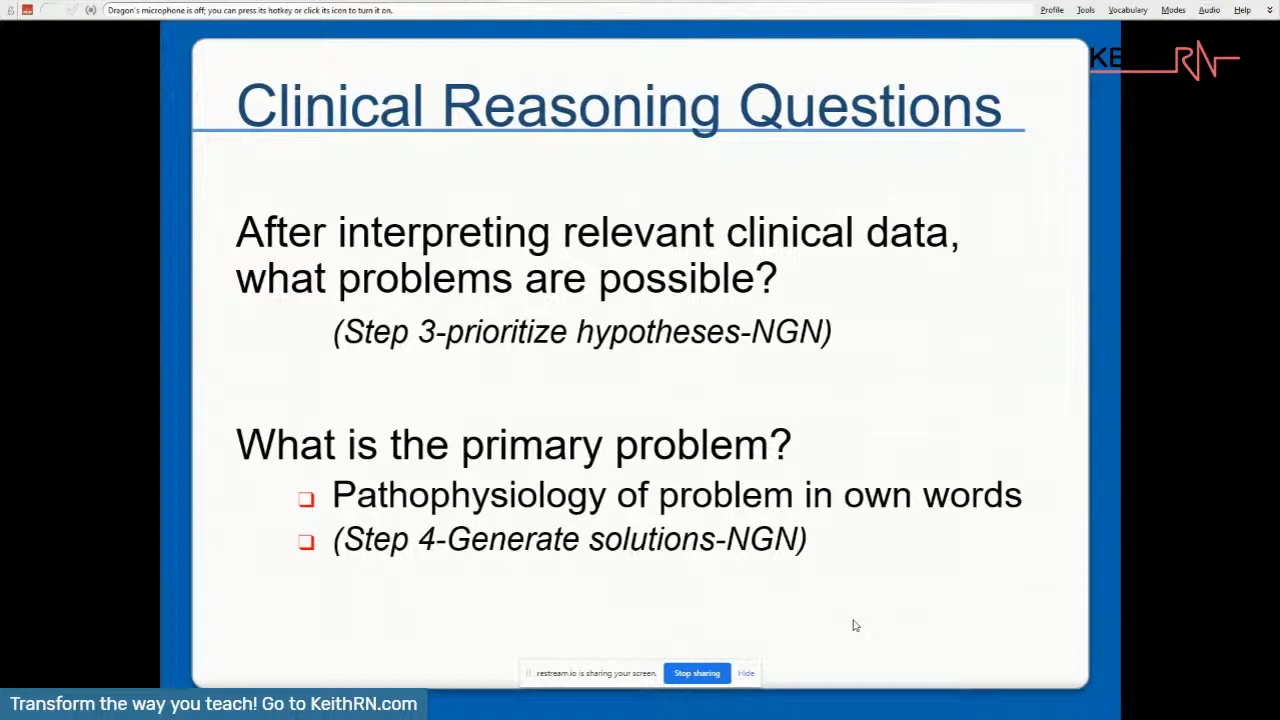 Dragon's microphone is off; you can press its hotkey or click its icon to turn it on.
Profile Tools Vocabulary Modes Audio Help
KE RN
Clinical Reasoning Questions
After interpreting relevant clinical data,
what problems are possible?
(Step 3-prioritize hypotheses-NGN)
What is the primary problem?
Pathophysiology of problem in own words
(Step 4-Generate solutions-NGN)
restream.io is sharing your screen. Stop sharing Hide
Transform the way you teach! Go to KeithRN.com